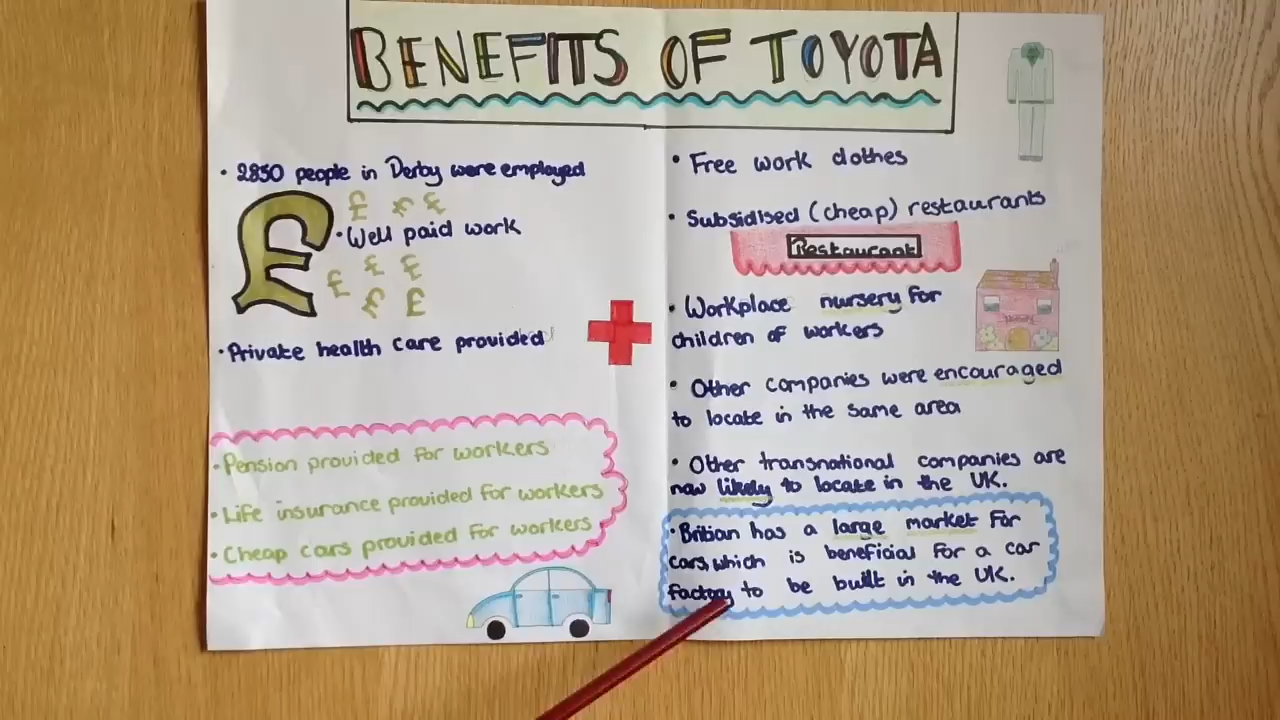 BENEFITS OF TOYOTA
• 2850 people in Derby were employed
£
£ £ £
• Well paid work
£ £ £
£ £
• Private health care provided
• Pension provided for workers
• Life insurance provided for workers
• Cheap cars provided for workers
• Free work clothes
• Subsidised (cheap) restaurants
Restaurant
• Workplace nursery for
children of workers
• Other companies were encouraged
to locate in the same area
• Other transnational companies are
now likely to locate in the UK.
• Britian has a large market for
cars, which is beneficial for a car
factory to be built in the UK.